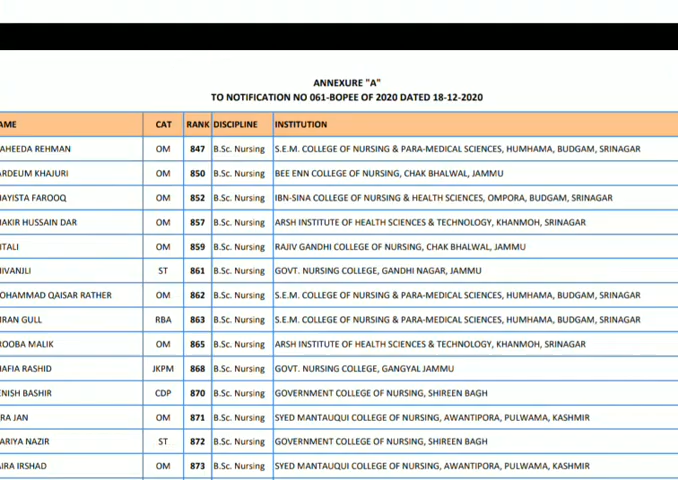 ANNEXURE "A"
TO NOTIFICATION NO 061-BOPEE OF 2020 DATED 18-12-2020
AME CAT RANK DISCIPLINE INSTITUTION
AHEEDA REHMAN OM 847 B.Sc. Nursing S.E.M. COLLEGE OF NURSING & PARA-MEDICAL SCIENCES, HUMHAMA, BUDGAM, SRINAGAR
ARDEUM KHAJURI OM 850 B.Sc. Nursing BEE ENN COLLEGE OF NURSING, CHAK BHALWAL, JAMMU
HAYISTA FAROOQ OM 852 B.Sc. Nursing IBN-SINA COLLEGE OF NURSING & HEALTH SCIENCES, OMPORA, BUDGAM, SRINAGAR
HAKIR HUSSAIN DAR OM 857 B.Sc. Nursing ARSH INSTITUTE OF HEALTH SCIENCES & TECHNOLOGY, KHANMOH, SRINAGAR
ITALI OM 859 B.Sc. Nursing RAJIV GANDHI COLLEGE OF NURSING, CHAK BHALWAL, JAMMU
HIVANJLI ST 861 B.Sc. Nursing GOVT. NURSING COLLEGE, GANDHI NAGAR, JAMMU
OHAMMAD QAISAR RATHER OM 862 B.Sc. Nursing S.E.M. COLLEGE OF NURSING & PARA-MEDICAL SCIENCES, HUMHAMA, BUDGAM, SRINAGAR
IRAN GULL RBA 863 B.Sc. Nursing S.E.M. COLLEGE OF NURSING & PARA-MEDICAL SCIENCES, HUMHAMA, BUDGAM, SRINAGAR
ROOBA MALIK OM 865 B.Sc. Nursing ARSH INSTITUTE OF HEALTH SCIENCES & TECHNOLOGY, KHANMOH, SRINAGAR
AFIA RASHID JKPM 868 B.Sc. Nursing GOVT. NURSING COLLEGE, GANGYAL JAMMU
ENISH BASHIR CDP 870 B.Sc. Nursing GOVERNMENT COLLEGE OF NURSING, SHIREEN BAGH
RA JAN OM 871 B.Sc. Nursing SYED MANTAUQUI COLLEGE OF NURSING, AWANTIPORA, PULWAMA, KASHMIR
ARIYA NAZIR ST 872 B.Sc. Nursing GOVERNMENT COLLEGE OF NURSING, SHIREEN BAGH
AIRA IRSHAD OM 873 B.Sc. Nursing SYED MANTAUQUI COLLEGE OF NURSING, AWANTIPORA, PULWAMA, KASHMIR